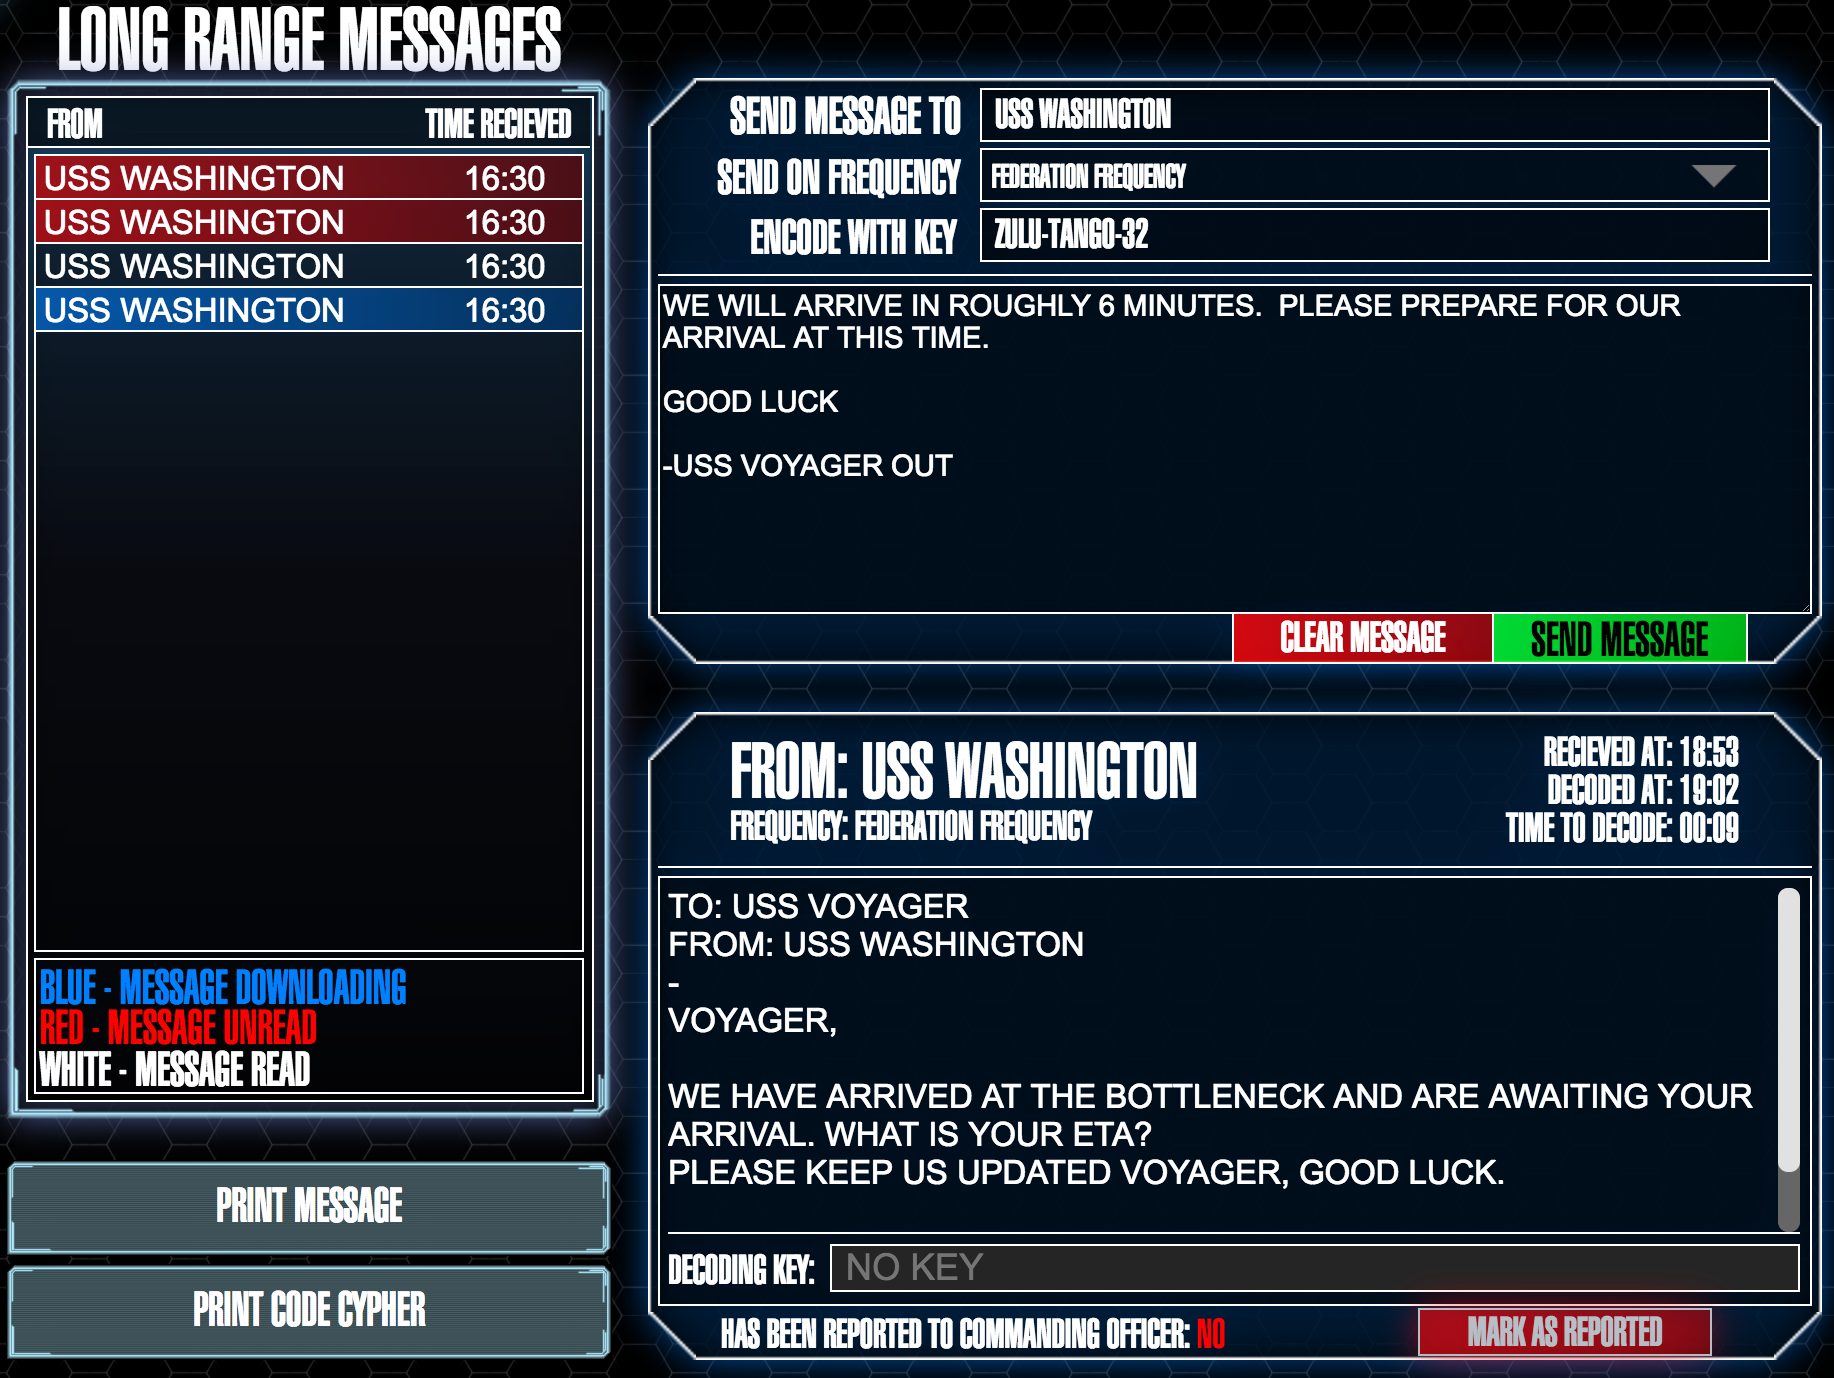 LONG RANGE MESSAGES
FROM TIME RECIEVED
USS WASHINGTON 16:30
USS WASHINGTON 16:30
USS WASHINGTON 16:30
USS WASHINGTON 16:30
BLUE - MESSAGE DOWNLOADING
RED - MESSAGE UNREAD
WHITE - MESSAGE READ
PRINT MESSAGE
PRINT CODE CYPHER
SEND MESSAGE TO USS WASHINGTON
SEND ON FREQUENCY FEDERATION FREQUENCY
ENCODE WITH KEY ZULU-TANGO-32
WE WILL ARRIVE IN ROUGHLY 6 MINUTES.  PLEASE PREPARE FOR OUR
ARRIVAL AT THIS TIME.
GOOD LUCK
-USS VOYAGER OUT
CLEAR MESSAGE SEND MESSAGE
FROM: USS WASHINGTON
FREQUENCY: FEDERATION FREQUENCY
RECIEVED AT: 18:53
DECODED AT: 19:02
TIME TO DECODE: 00:09
TO: USS VOYAGER
FROM: USS WASHINGTON
-
VOYAGER,
WE HAVE ARRIVED AT THE BOTTLENECK AND ARE AWAITING YOUR
ARRIVAL. WHAT IS YOUR ETA?
PLEASE KEEP US UPDATED VOYAGER, GOOD LUCK.
DECODING KEY: NO KEY
HAS BEEN REPORTED TO COMMANDING OFFICER: NO
MARK AS REPORTED